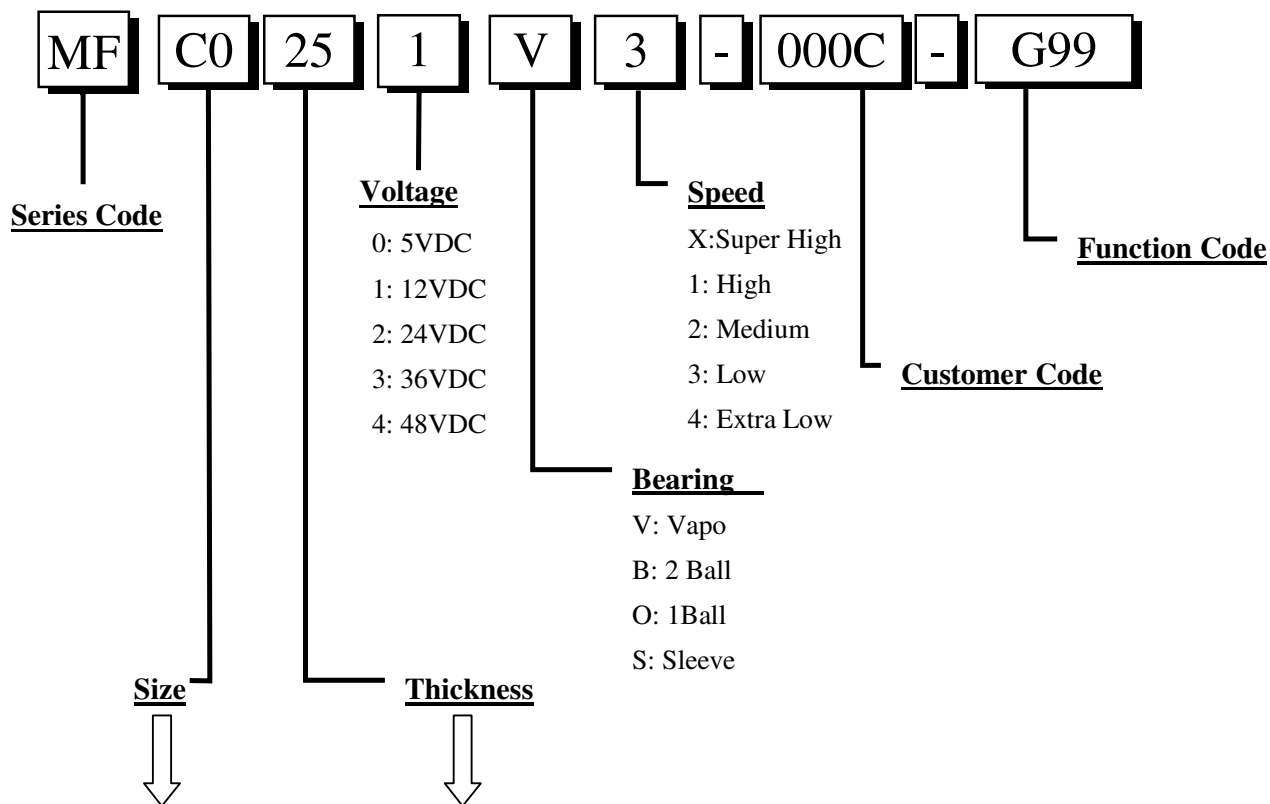 MF C0 25 1 V 3 - 000C - G99
Series Code
Voltage
0: 5VDC
1: 12VDC
2: 24VDC
3: 36VDC
4: 48VDC
Speed
X:Super High
1: High
2: Medium
3: Low
4: Extra Low
Function Code
Customer Code
Bearing
V: Vapo
B: 2 Ball
O: 1Ball
S: Sleeve
Size
Thickness